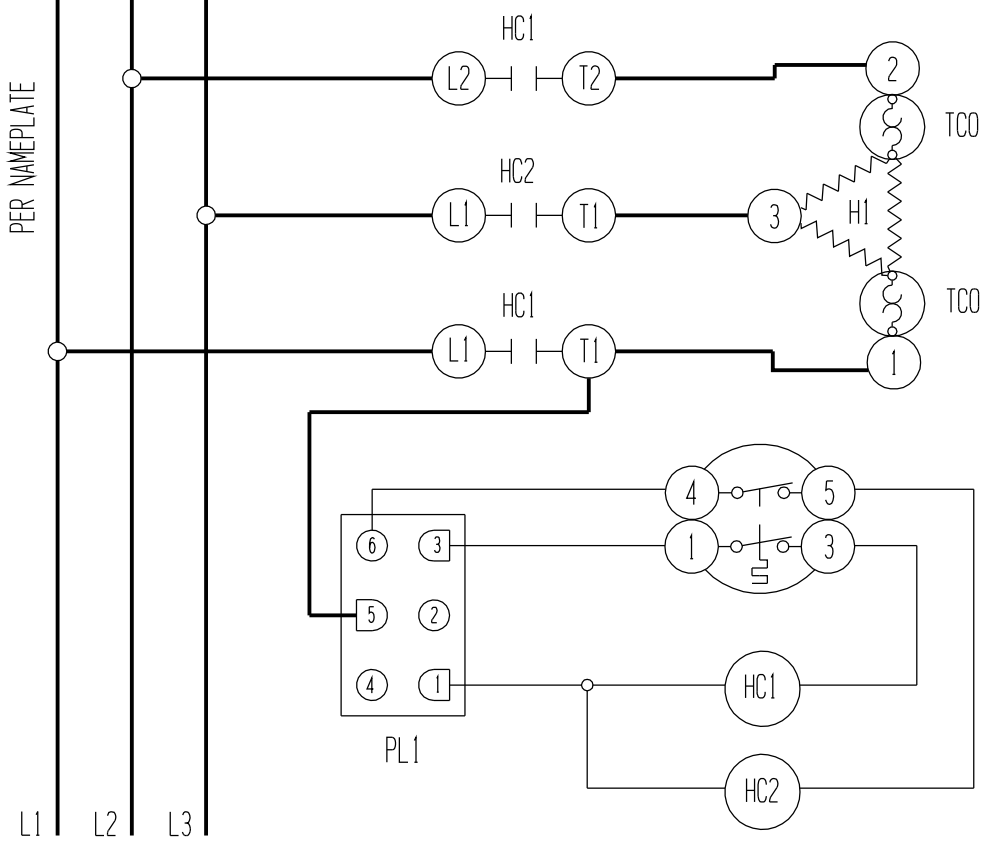 HC1
L2 T2 2
TCO
PER NAMEPLATE
HC2
L1 T1 3 H1
TCO
HC1
L1 T1 1
4 5
6 3 1 3
5 2
4 1 HC1
PL1
HC2
L1 L2 L3